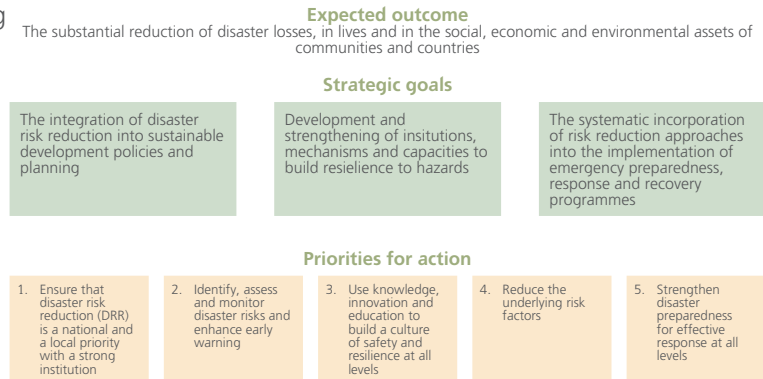 g
Expected outcome
The substantial reduction of disaster losses, in lives and in the social, economic and environmental assets of
communities and countries
Strategic goals
The integration of disaster
risk reduction into sustainable
development policies and
planning
Development and
strengthening of insitutions,
mechanisms and capacities to
build resielience to hazards
The systematic incorporation
of risk reduction approaches
into the implementation of
emergency preparedness,
response and recovery
programmes
Priorities for action
1. Ensure that
disaster risk
reduction (DRR)
is a national and
a local priority
with a strong
institution
2. Identify, assess
and monitor
disaster risks and
enhance early
warning
3. Use knowledge,
innovation and
education to
build a culture
of safety and
resilience at all
levels
4. Reduce the
underlying risk
factors
5. Strengthen
disaster
preparedness
for effective
response at all
levels